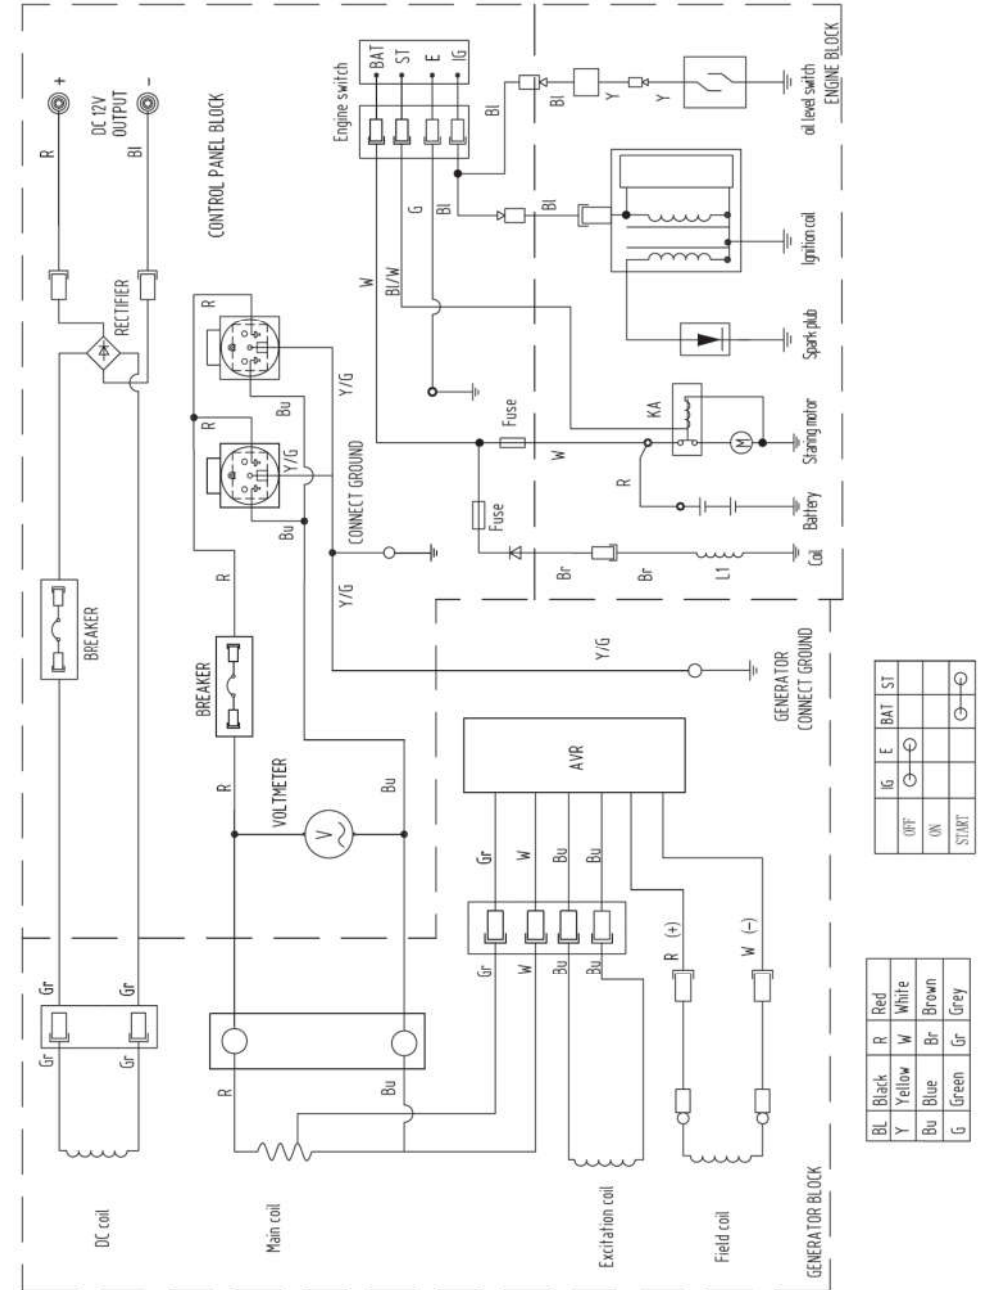 +
-
DC 12V
OUTPUT
R
Bl
CONTROL PANEL BLOCK
RECTIFIER
BREAKER
Gr
Gr
Gr
Gr
DC coil
R
R
Bu
Y/G
Y/G
Bu
CONNECT GROUND
Y/G
R
BREAKER
R
VOLTMETER
V
Bu
R
Bu
Main coil
Engine switch
BAT
ST
E
IG
Bl
G
Bl
W
Bl/W
Fuse
Fuse
W
ENGINE BLOCK
oil level switch
Bl
Y
Y
Bl
Ignition coil
Spark plub
KA
M
Staring motor
R
Battery
Br
Br
L1
Coil
Y/G
GENERATOR
CONNECT GROUND
AVR
Gr
W
Bu
Bu
Gr
W
Bu
Bu
R (+)
W (-)
Excitation coil
Field coil
GENERATOR BLOCK
IG E BAT ST
OFF
ON
START
BL Black R Red
Y Yellow W White
Bu Blue Br Brown
G Green Gr Grey